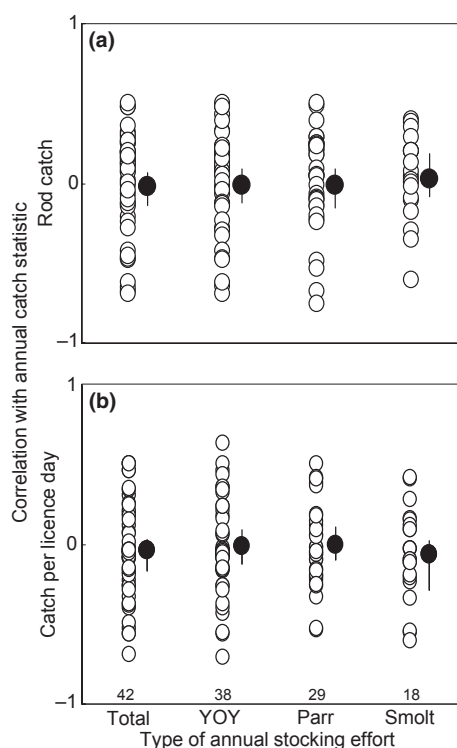 1
(a)
0
−1
Rod catch
Correlation with annual catch statistic
1
(b)
0
−1
Catch per licence day
42 38 29 18
Total YOY Parr Smolt
Type of annual stocking effort